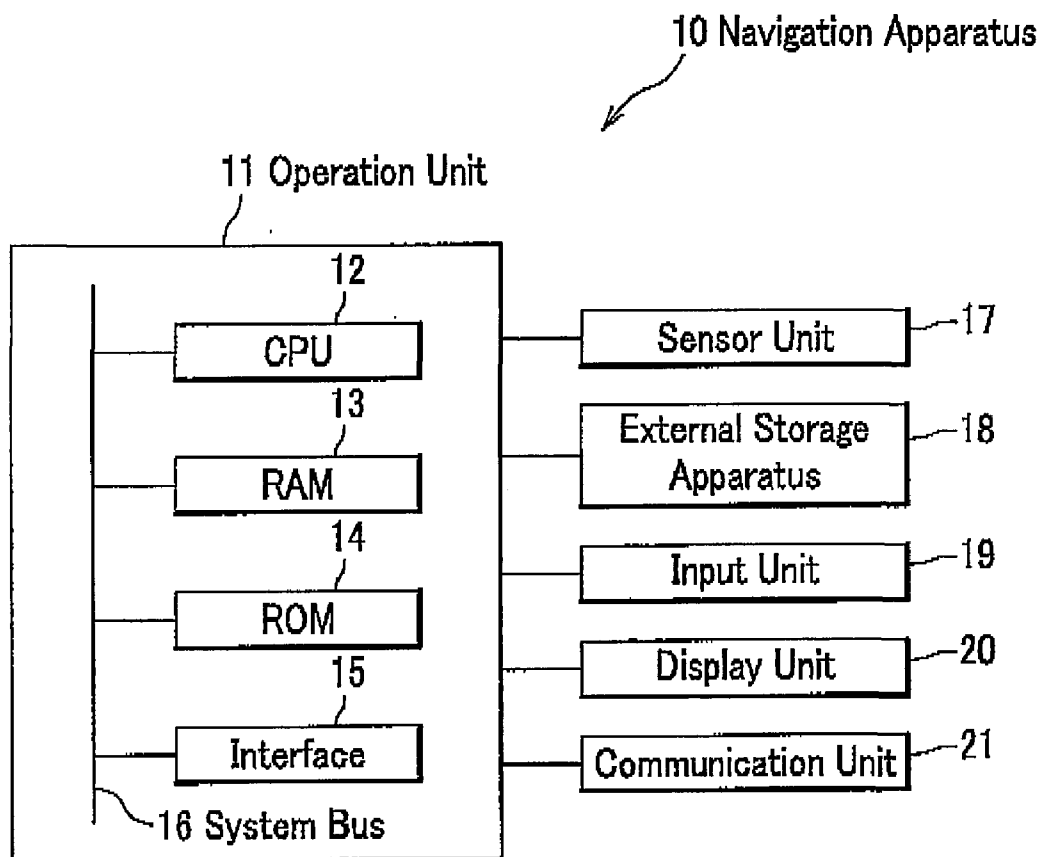 10 Navigation Apparatus
11 Operation Unit
12
CPU
13
RAM
14
ROM
15
Interface
16 System Bus
Sensor Unit
17
External Storage
Apparatus
18
Input Unit
19
Display Unit
20
Communication Unit
21